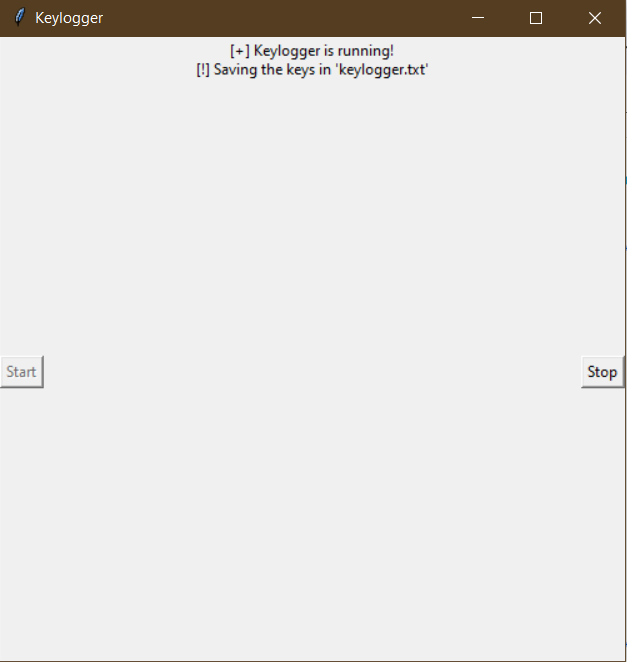 Keylogger
[+] Keylogger is running!
[!] Saving the keys in 'keylogger.txt'
Start
Stop